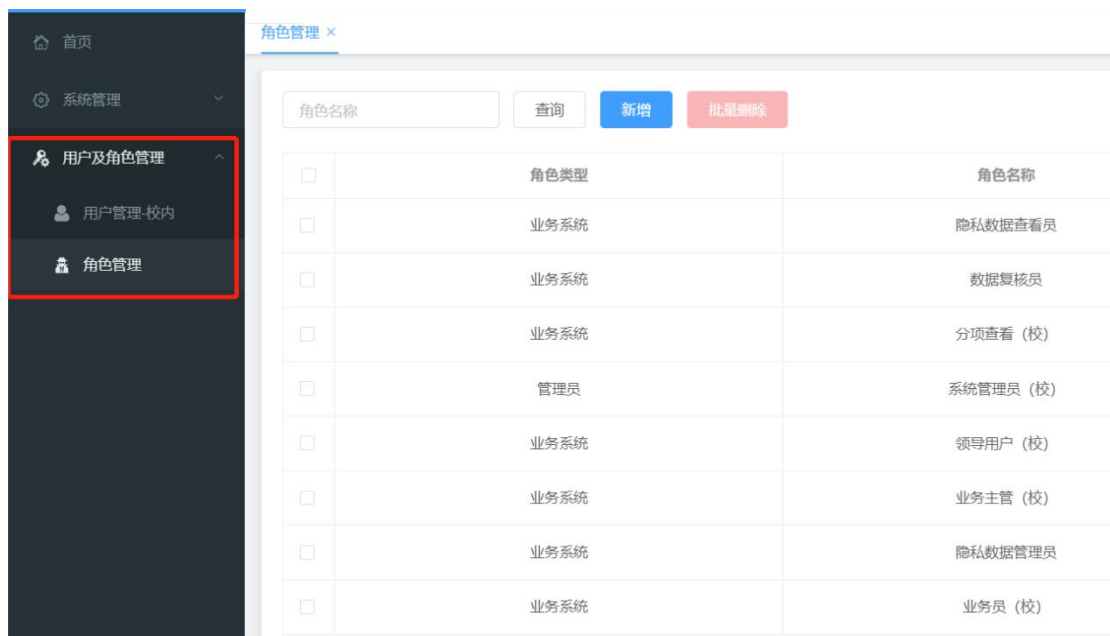 首页
系统管理
用户及角色管理
用户管理-校内
角色管理
角色管理 ×
角色名称 查询 新增 批量删除
角色类型 角色名称
业务系统 隐私数据查看员
业务系统 数据复核员
业务系统 分项查看（校）
管理员 系统管理员（校）
业务系统 领导用户（校）
业务系统 业务主管（校）
业务系统 隐私数据管理员
业务系统 业务员（校）